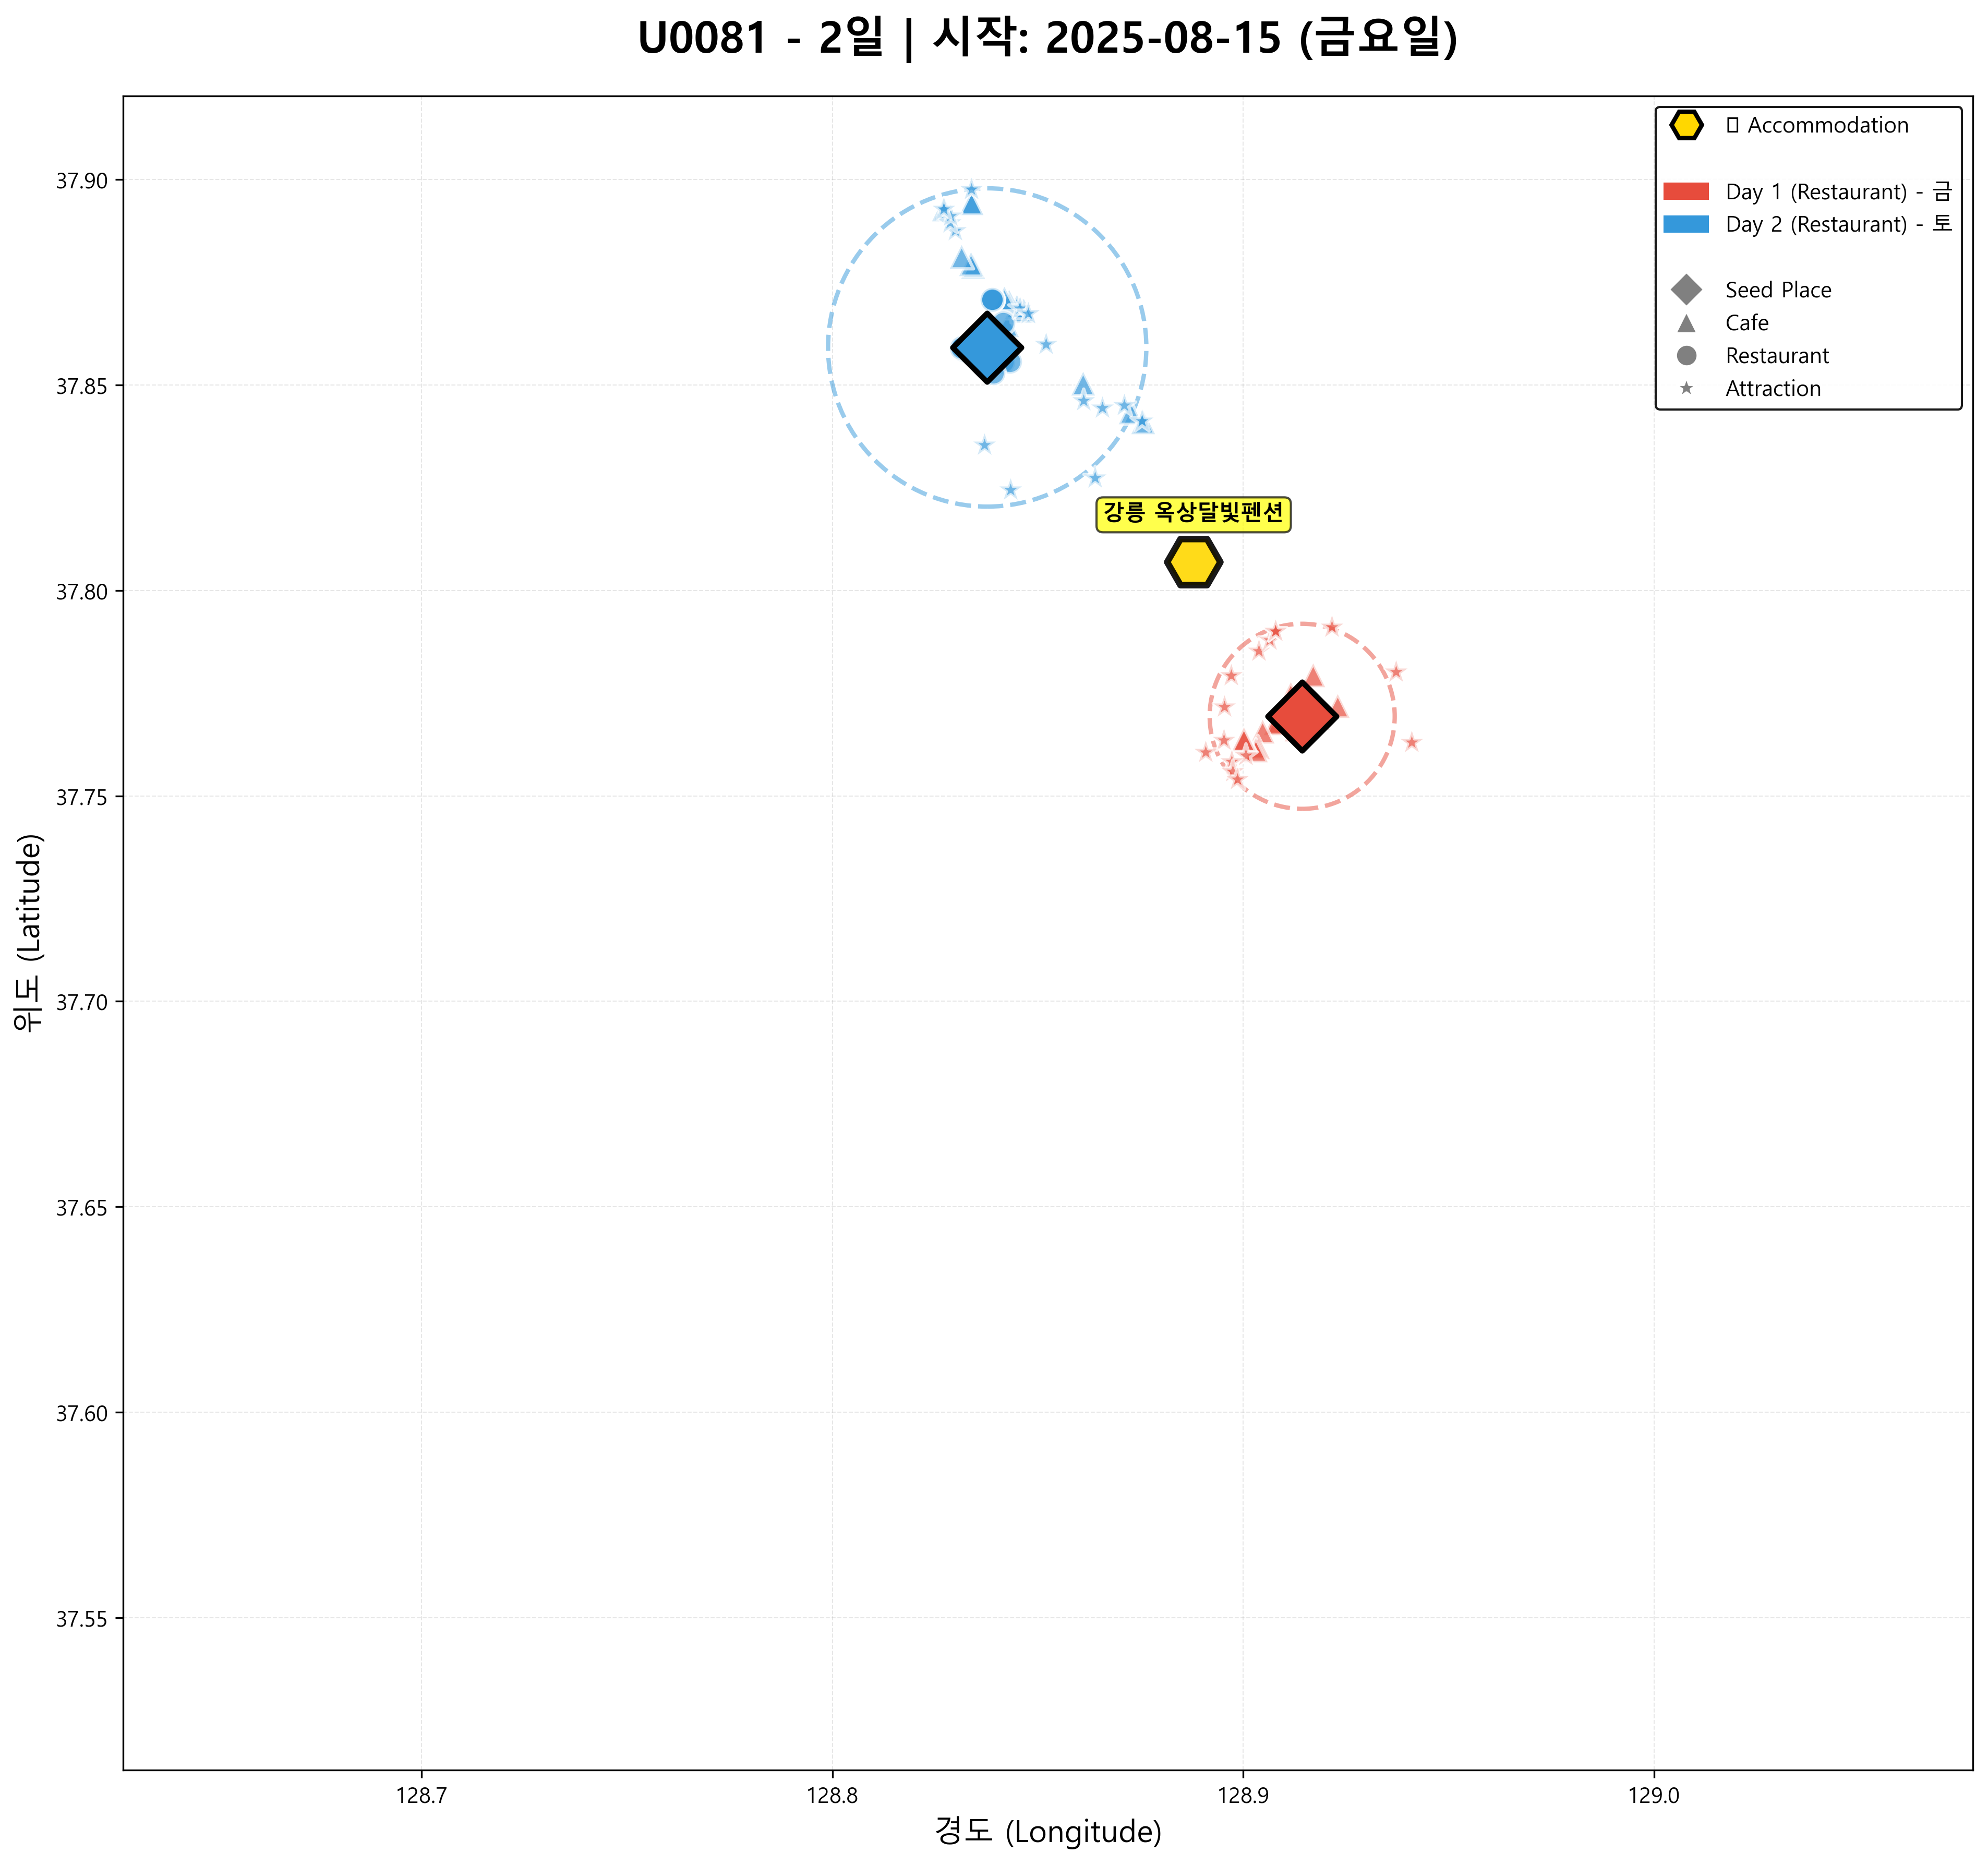 U0081 - 2일 | 시작: 2025-08-15 (금요일)
▯ Accommodation
Day 1 (Restaurant) - 금
Day 2 (Restaurant) - 토
Seed Place
Cafe
Restaurant
Attraction
강릉 옥상달빛펜션
위도 (Latitude)
37.90
37.85
37.80
37.75
37.70
37.65
37.60
37.55
128.7
128.8
128.9
129.0
경도 (Longitude)